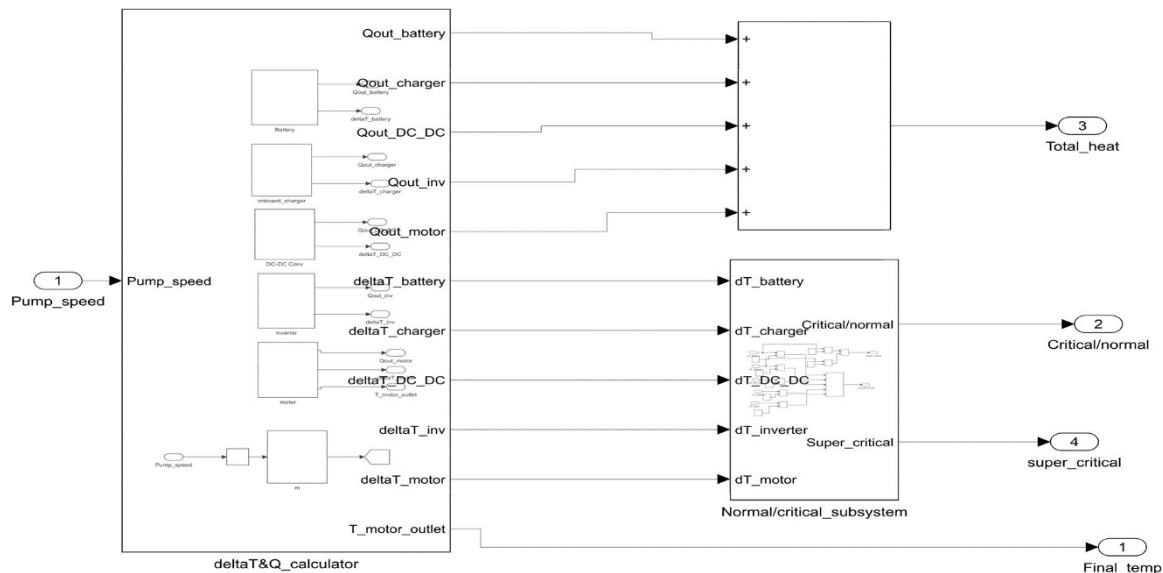 Qout_battery
Qout_charger
Qout_DC_DC
Qout_inv
Qout_motor
deltaT_battery
deltaT_charger
deltaT_DC_DC
deltaT_inv
deltaT_motor
T_motor_outlet
Qout_battery
deltaT_battery
Battery
Qout_charger
deltaT_charger
onboard_charger
deltaT_DC_DC
DC-DC Conv
Qout_inv
deltaT_inv
inverter
Qout_motor
T_motor_outlet
motor
Pump_speed
m
1
Pump_speed
Pump_speed
deltaT&Q_calculator
+
+
+
+
+
3
Total_heat
dT_battery
dT_charger
dT_DC_DC
dT_inverter
dT_motor
Critical/normal
Super_critical
Normal/critical_subsystem
2
Critical/normal
4
super_critical
1
Final_temp